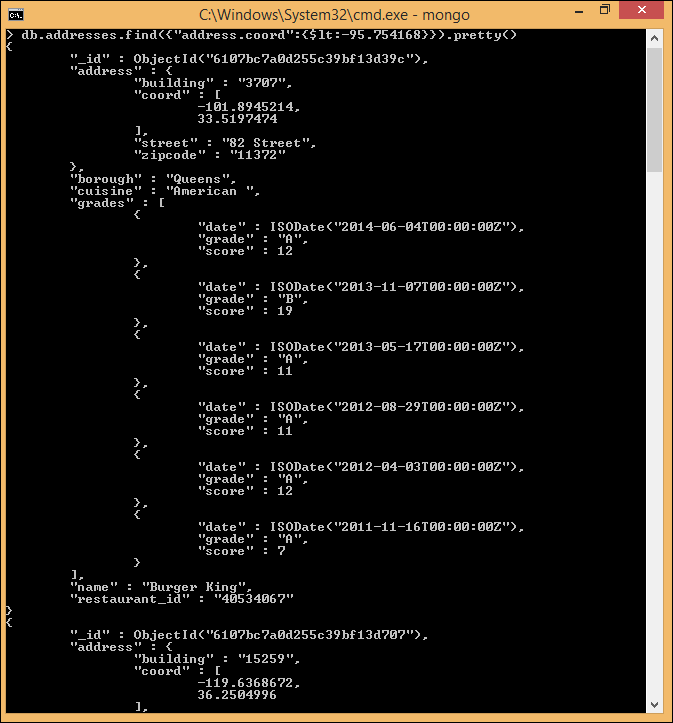 C:\Windows\System32\cmd.exe - mongo
> db.addresses.find({"address.coord":{$lt:-95.754168}}).pretty()
{
"_id" : ObjectId("6107bc7a0d255c39bf13d39c"),
"address" : {
"building" : "3707",
"coord" : [
-101.8945214,
33.5197474
],
"street" : "82 Street",
"zipcode" : "11372"
},
"borough" : "Queens",
"cuisine" : "American ",
"grades" : [
{
"date" : ISODate("2014-06-04T00:00:00Z"),
"grade" : "A",
"score" : 12
},
{
"date" : ISODate("2013-11-07T00:00:00Z"),
"grade" : "B",
"score" : 19
},
{
"date" : ISODate("2013-05-17T00:00:00Z"),
"grade" : "A",
"score" : 11
},
{
"date" : ISODate("2012-08-29T00:00:00Z"),
"grade" : "A",
"score" : 11
},
{
"date" : ISODate("2012-04-03T00:00:00Z"),
"grade" : "A",
"score" : 12
},
{
"date" : ISODate("2011-11-16T00:00:00Z"),
"grade" : "A",
"score" : 7
}
],
"name" : "Burger King",
"restaurant_id" : "40534067"
}
{
"_id" : ObjectId("6107bc7a0d255c39bf13d707"),
"address" : {
"building" : "15259",
"coord" : [
-119.6368672,
36.2504996
],